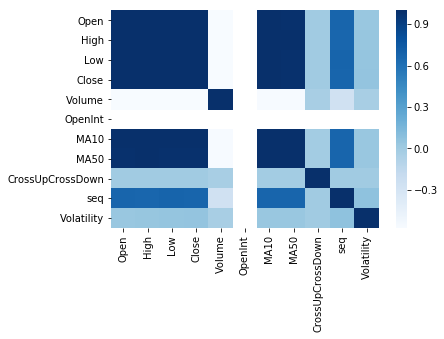 Open
High
Low
Close
Volume
OpenInt
MA10
MA50
CrossUpCrossDown
seq
Volatility
Open
High
Low
Close
Volume
OpenInt
MA10
MA50
CrossUpCrossDown
seq
Volatility
0.9
0.6
0.3
0.0
−0.3